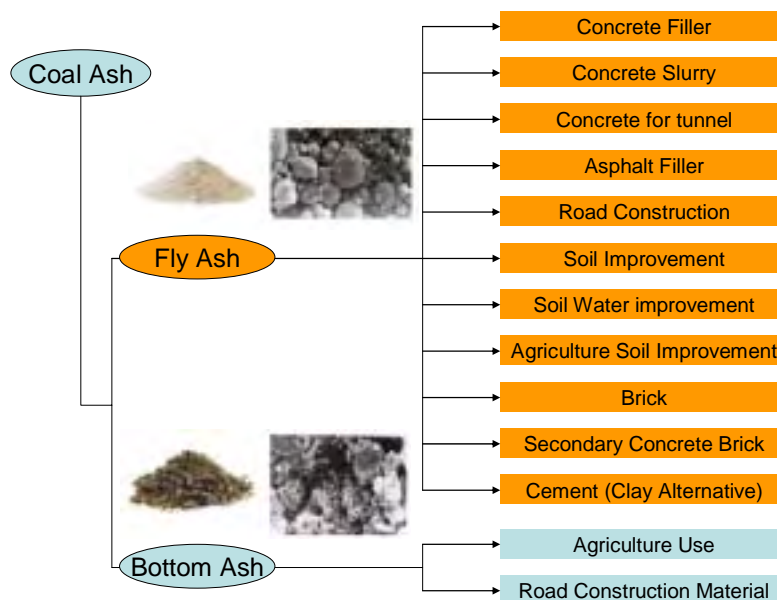 Coal Ash
Fly Ash
Concrete Filler
Concrete Slurry
Concrete for tunnel
Asphalt Filler
Road Construction
Soil Improvement
Soil Water improvement
Agriculture Soil Improvement
Brick
Secondary Concrete Brick
Cement (Clay Alternative)
Bottom Ash
Agriculture Use
Road Construction Material